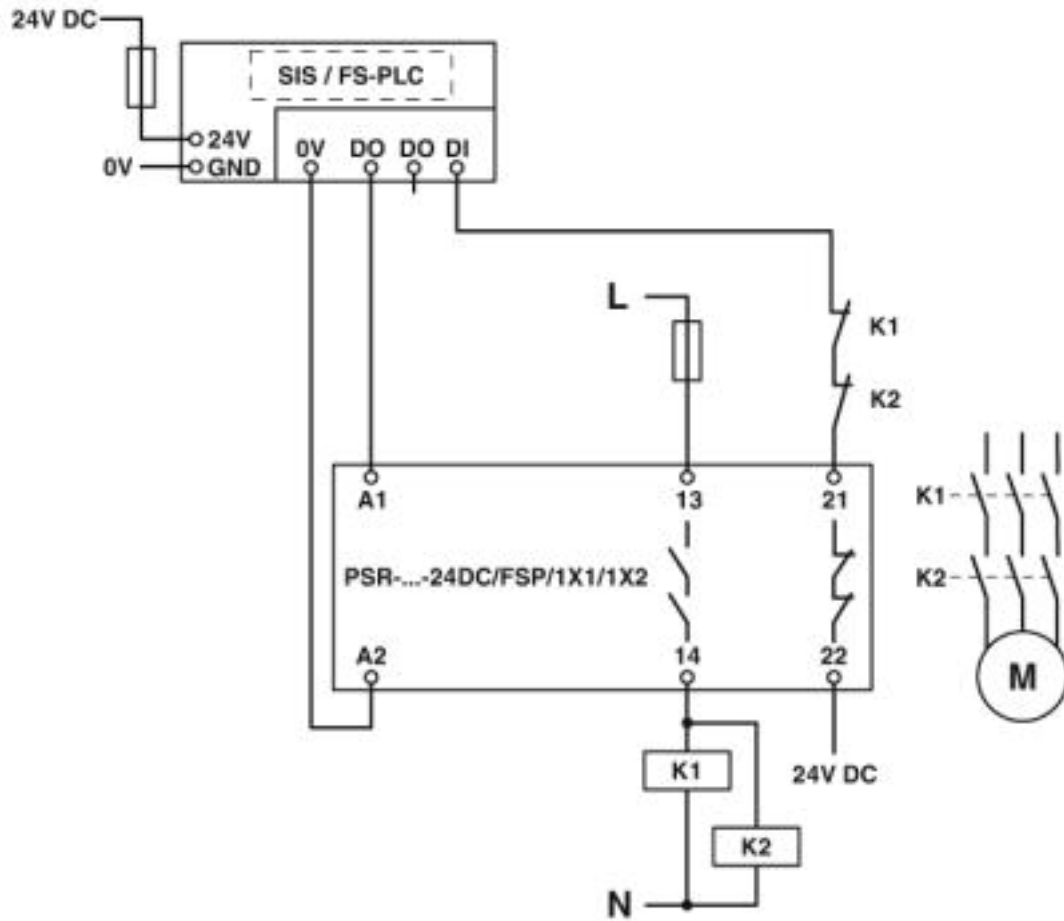 24V DC
SIS / FS-PLC
24V
0V DO DO DI
0V
GND
L
K1
K2
A1 13 21
K1
PSR-...-24DC/FSP/1X1/1X2
K2
A2 14 22
M
K1
24V DC
K2
N